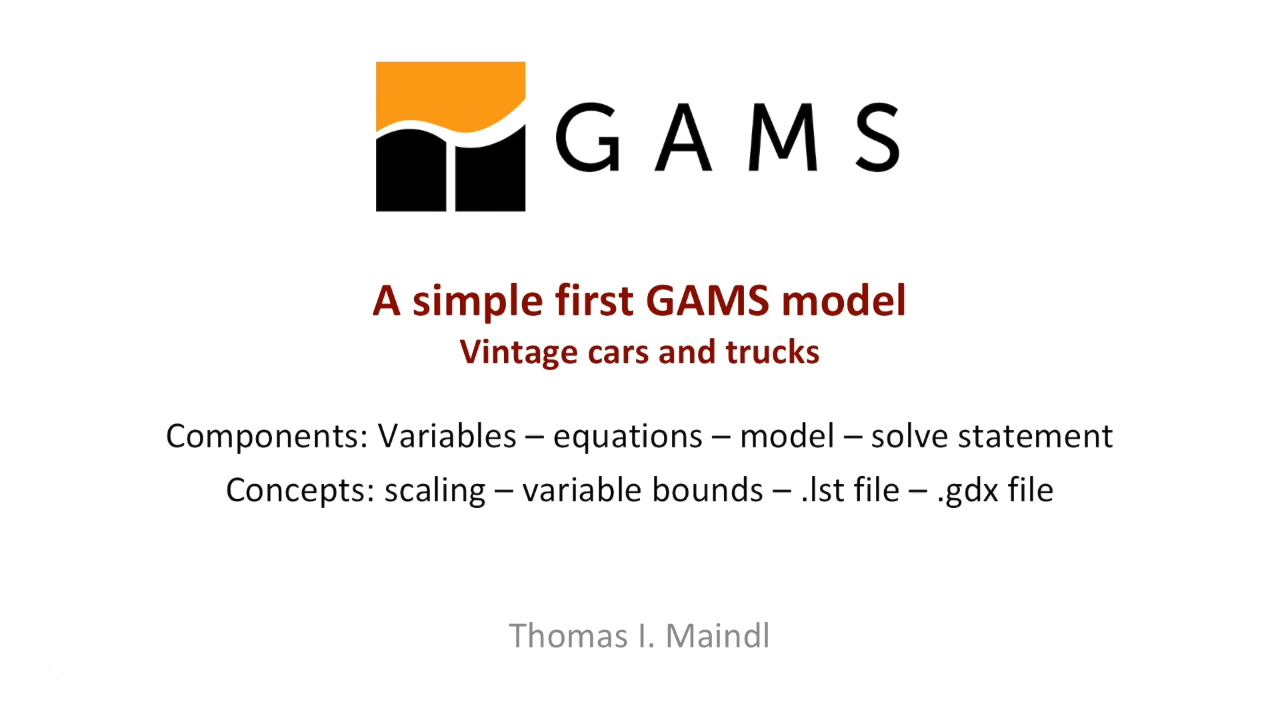 GAMS
A simple first GAMS model
Vintage cars and trucks
Components: Variables – equations – model – solve statement
Concepts: scaling – variable bounds – .lst file – .gdx file
Thomas I. Maindl